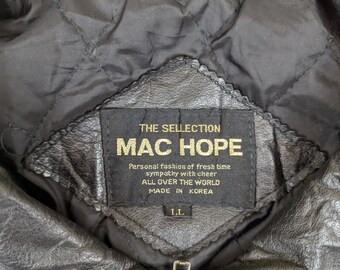 THE SELLECTION
MAC HOPE
Personal fashion of fresh time
sympathy with cheer
ALL OVER THE WORLD
MADE IN KOREA
LL